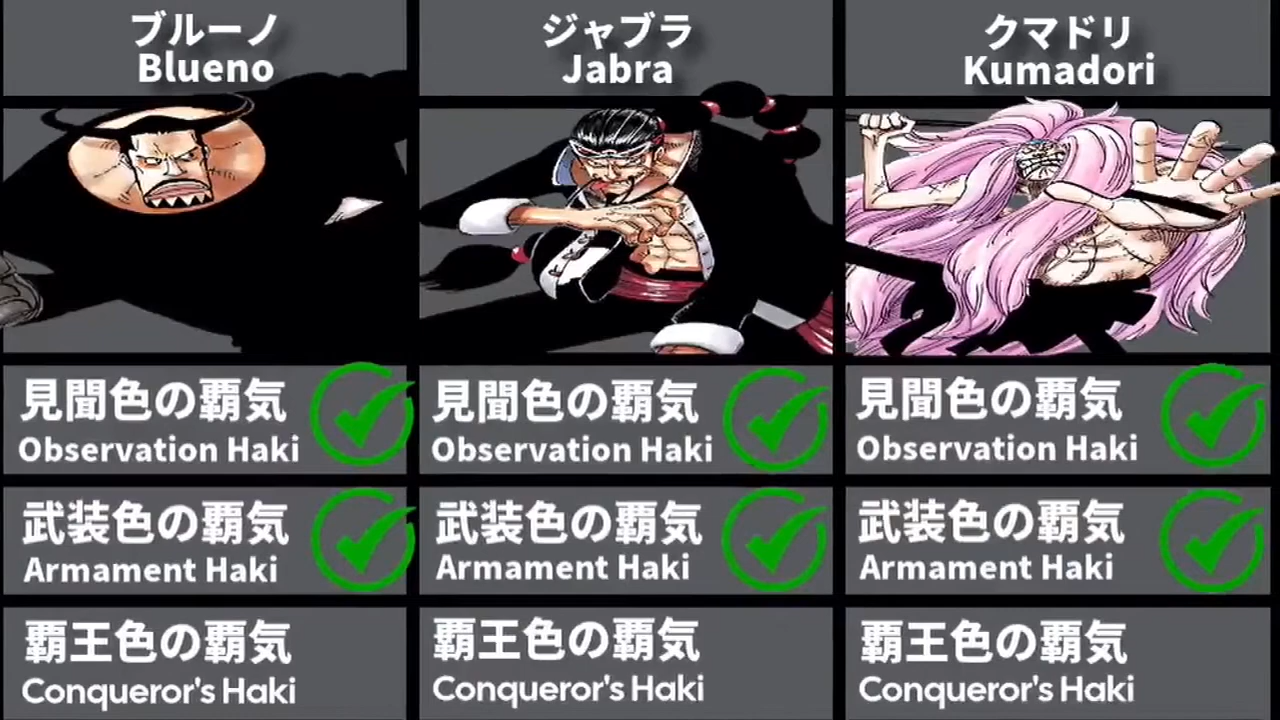 ブルーノ
Blueno
見聞色の覇気
Observation Haki
武装色の覇気
Armament Haki
覇王色の覇気
Conqueror's Haki
ジャブラ
Jabra
見聞色の覇気
Observation Haki
武装色の覇気
Armament Haki
覇王色の覇気
Conqueror's Haki
クマドリ
Kumadori
見聞色の覇気
Observation Haki
武装色の覇気
Armament Haki
覇王色の覇気
Conqueror's Haki